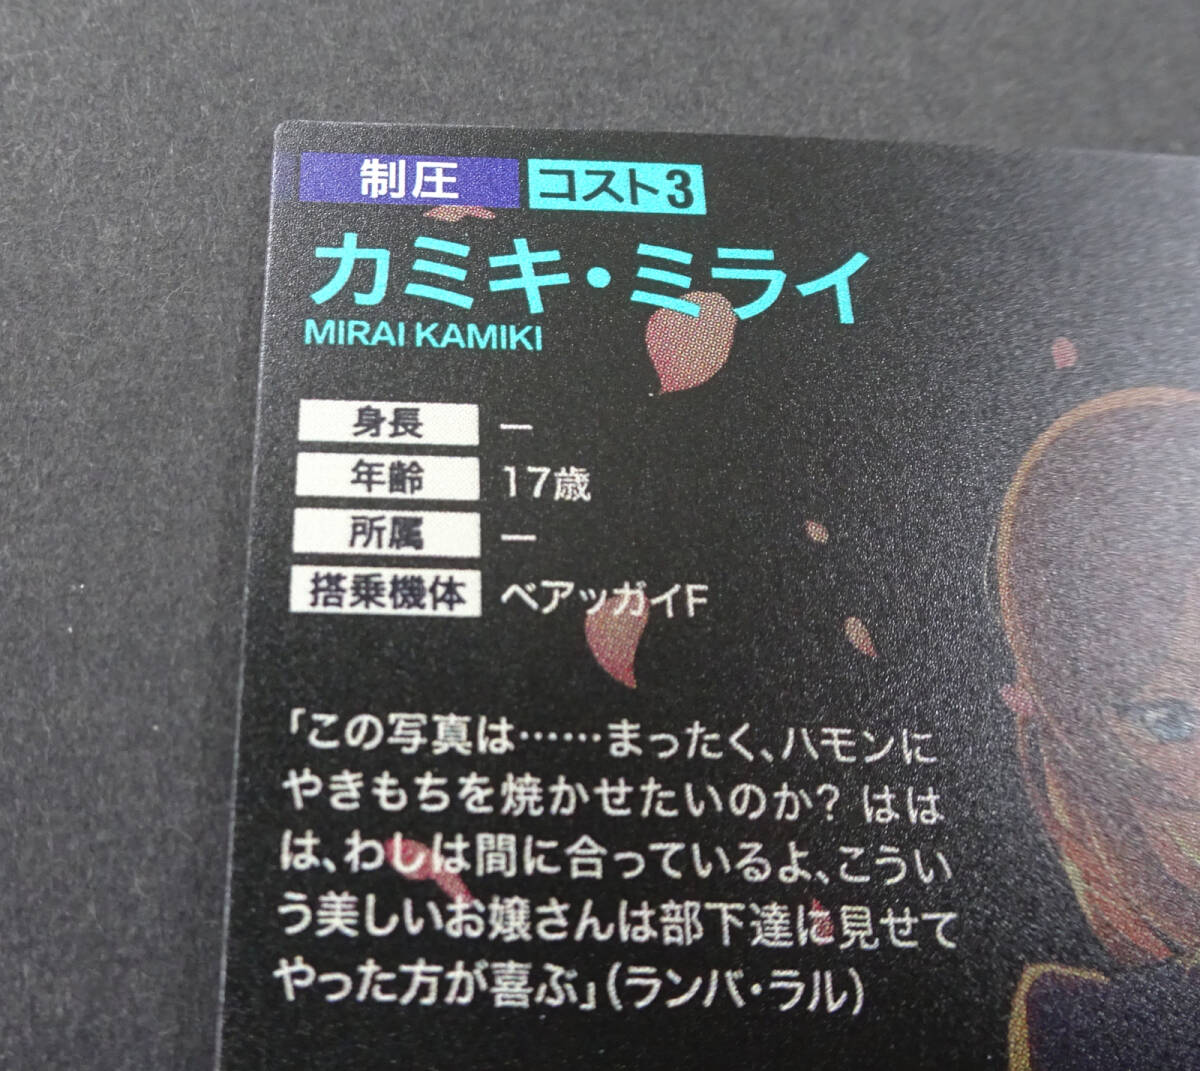 制圧 コスト3
カミキ・ミライ
MIRAI KAMIKI
身長 ―
年齢 17歳
所属 ―
搭乗機体 ベアッガイF
「この写真は……まったく、ハモンに
やきもちを焼かせたいのか? はは
は、わしは間に合っているよ、こうい
う美しいお嬢さんは部下達に見せて
やった方が喜ぶ」(ランバ・ラル)